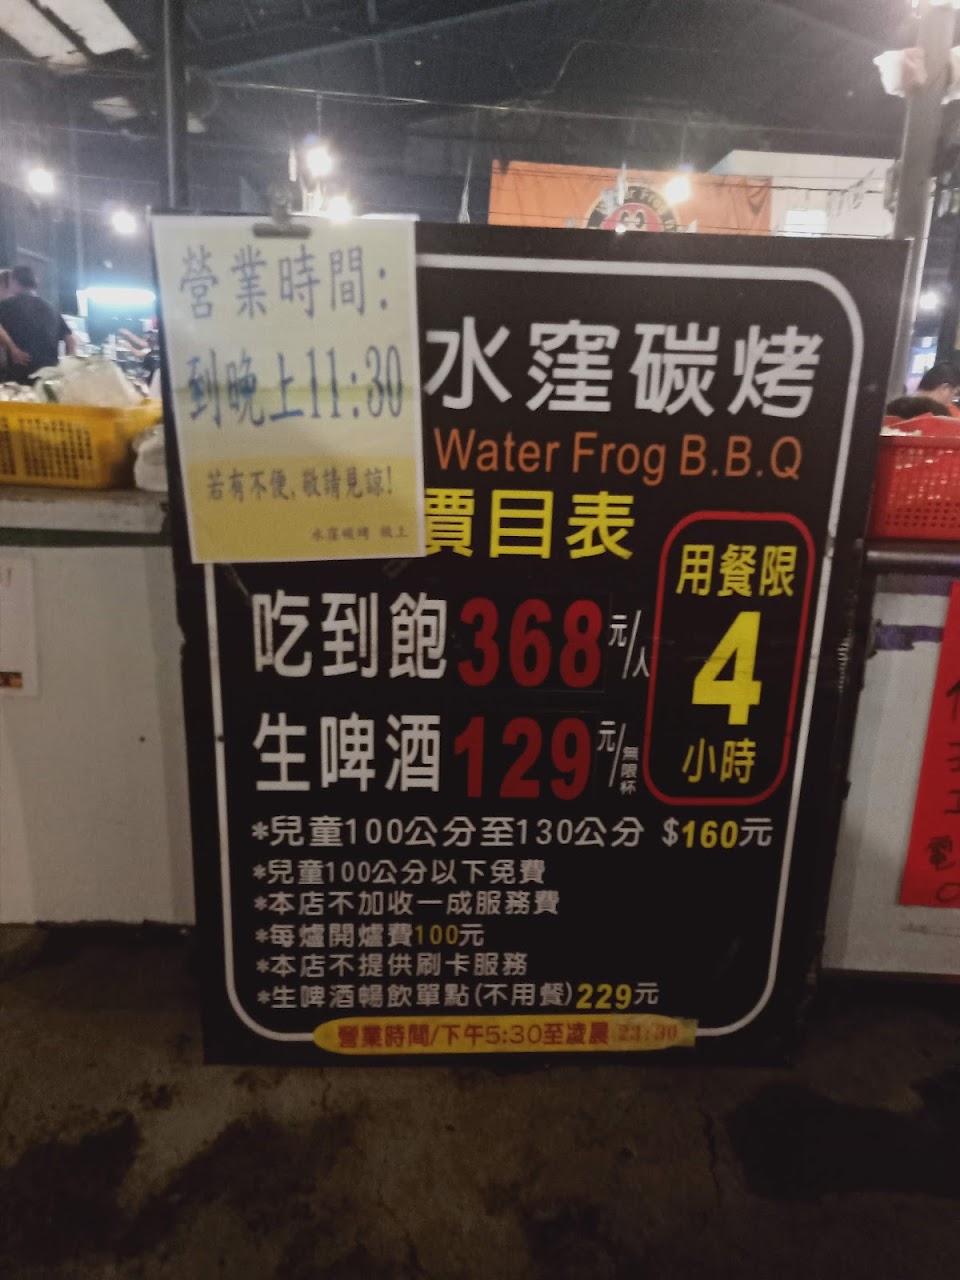 營業時間:
到晚上11:30
若有不便,敬請見諒!
水窪碳烤 敬上
水窪碳烤
Water Frog B.B.Q
價目表
用餐限
4
小時
吃到飽368元/人
生啤酒129元/無限杯
*兒童100公分至130公分 $160元
*兒童100公分以下免費
*本店不加收一成服務費
*每爐開爐費100元
*本店不提供刷卡服務
*生啤酒暢飲單點(不用餐)229元
營業時間/下午5:30至凌晨 23:30